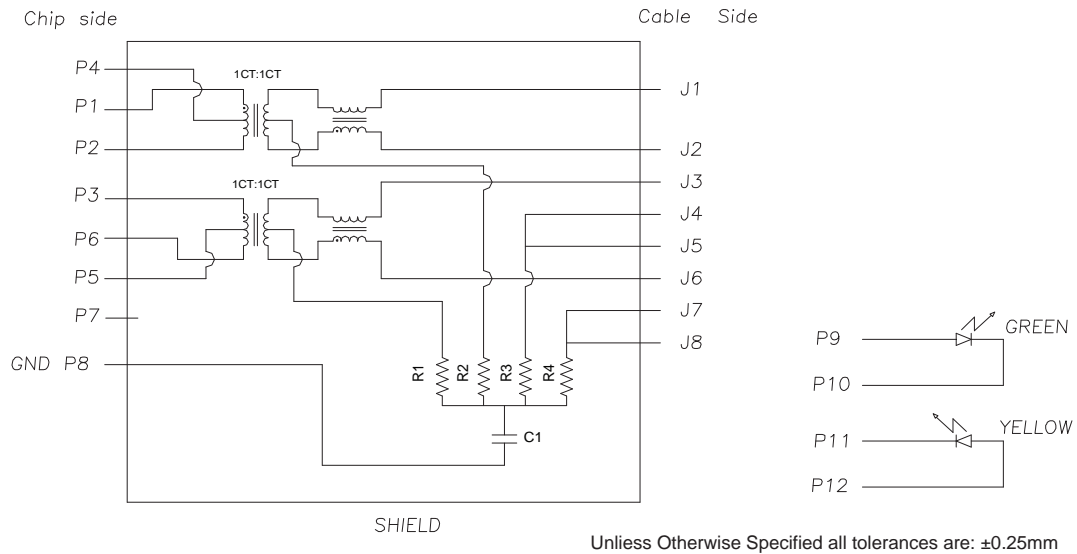 Chip side
Cable Side
P4
1CT:1CT
P1
J1
P2
J2
P3
1CT:1CT
J3
J4
P6
J5
P5
J6
P7
J7
GND P8
J8
R1
R2
R3
R4
C1
P9
GREEN
P10
P11
YELLOW
P12
SHIELD
Unliess Otherwise Specified all tolerances are: ±0.25mm